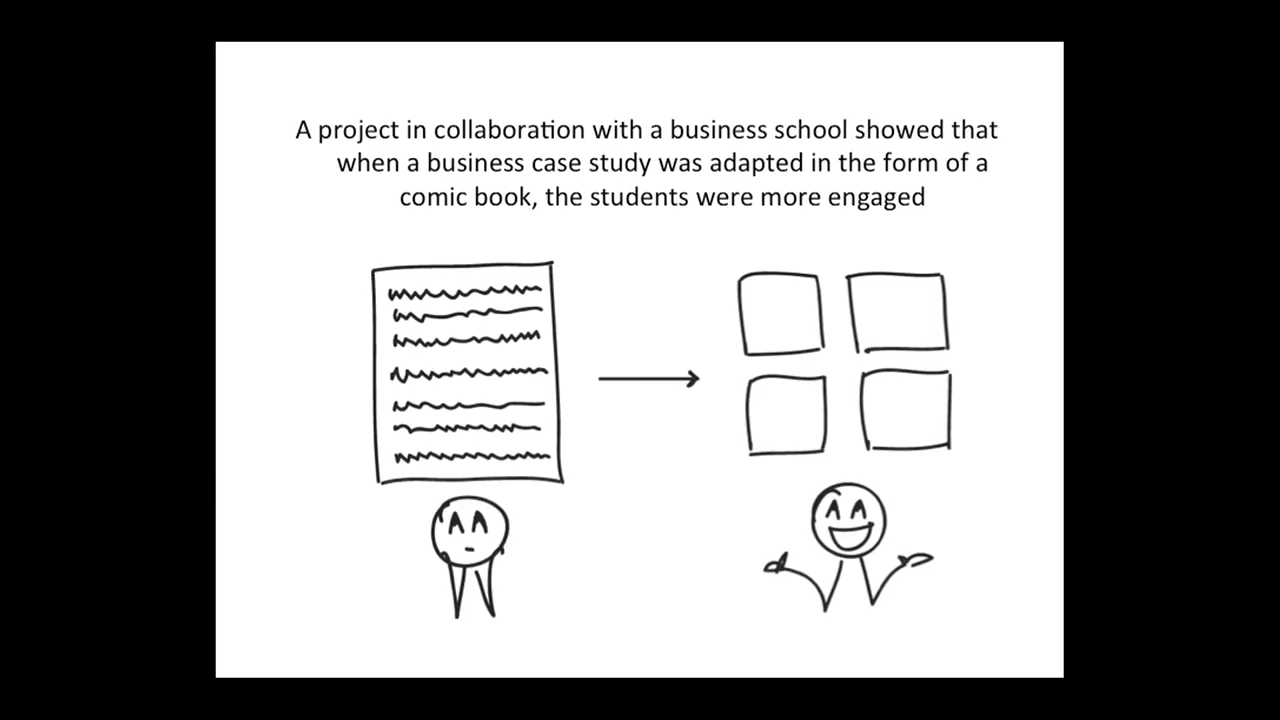 A project in collaboration with a business school showed that
when a business case study was adapted in the form of a
comic book, the students were more engaged